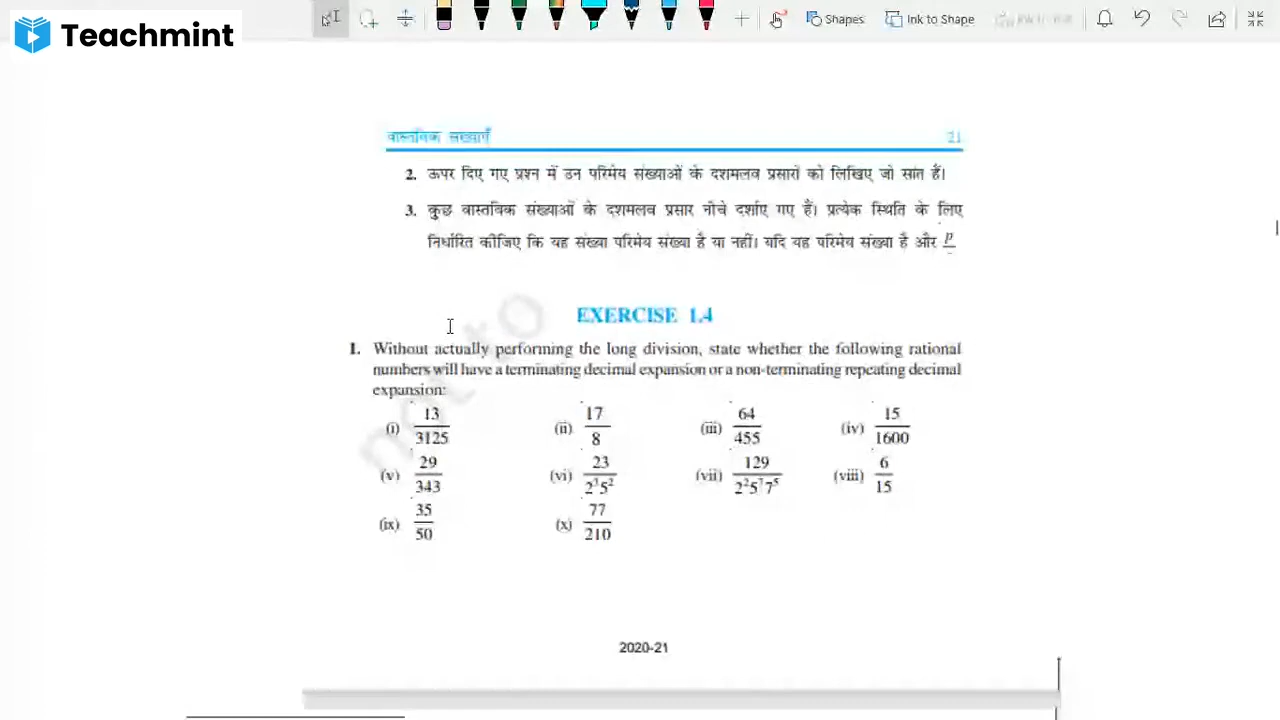 Teachmint
Shapes
Ink to Shape
वास्तविक संख्याएँ 21
2. ऊपर दिए गए प्रश्न में उन परिमेय संख्याओं के दशमलव प्रसारों को लिखिए जो सांत हैं।
3. कुछ वास्तविक संख्याओं के दशमलव प्रसार नीचे दर्शाए गए हैं। प्रत्येक स्थिति के लिए
निर्धारित कीजिए कि यह संख्या परिमेय संख्या है या नहीं। यदि यह परिमेय संख्या है और p
not to
EXERCISE 1.4
1. Without actually performing the long division, state whether the following rational
numbers will have a terminating decimal expansion or a non-terminating repeating decimal
expansion:
(i) 13/3125 (ii) 17/8 (iii) 64/455 (iv) 15/1600
(v) 29/343 (vi) 23/2³5² (vii) 129/2²5⁷7⁵ (viii) 6/15
(ix) 35/50 (x) 77/210
2020-21